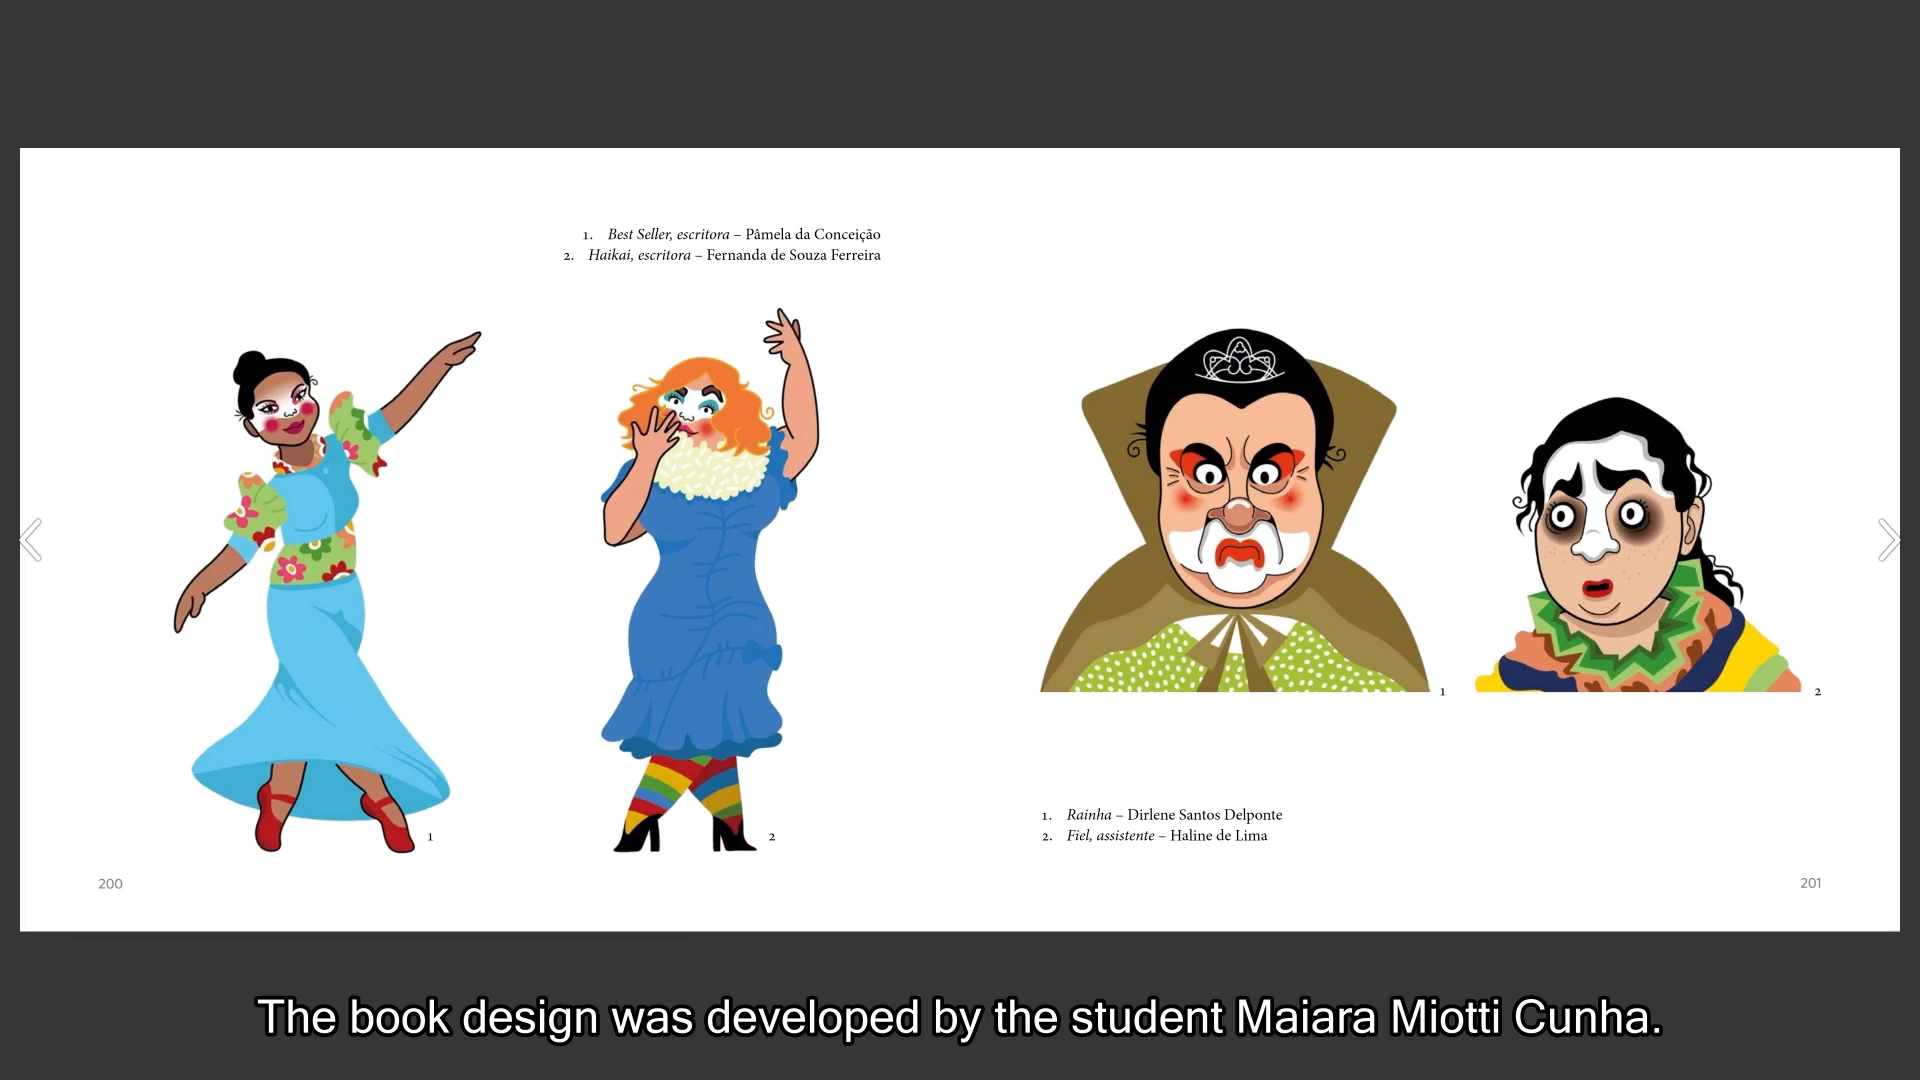 1. Best Seller, escritora – Pâmela da Conceição
2. Haikai, escritora – Fernanda de Souza Ferreira
1
2
200
1
2
1. Rainha – Dirlene Santos Delponte
2. Fiel, assistente – Haline de Lima
201
The book design was developed by the student Maiara Miotti Cunha.